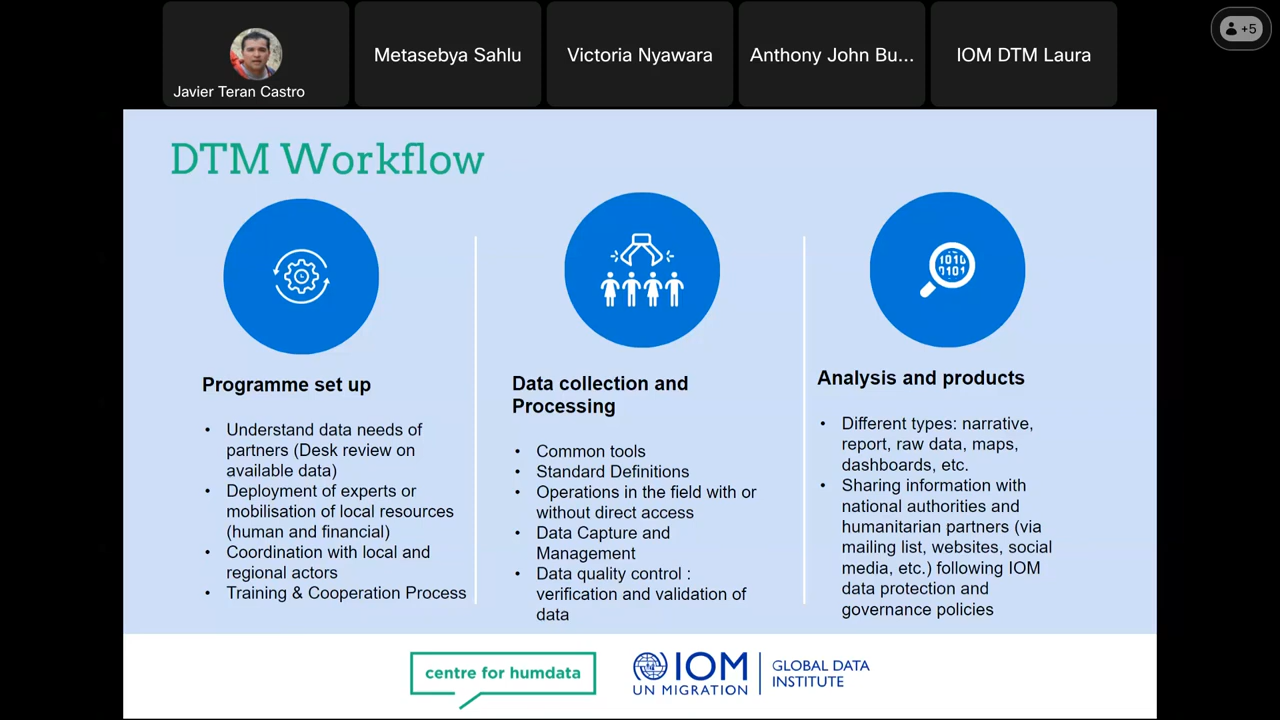 Javier Teran Castro
Metasebya Sahlu
Victoria Nyawara
Anthony John Bu...
IOM DTM Laura
+5
DTM Workflow
1010
0101
Programme set up
• Understand data needs of
partners (Desk review on
available data)
• Deployment of experts or
mobilisation of local resources
(human and financial)
• Coordination with local and
regional actors
• Training & Cooperation Process
Data collection and
Processing
• Common tools
• Standard Definitions
• Operations in the field with or
without direct access
• Data Capture and
Management
• Data quality control :
verification and validation of
data
Analysis and products
• Different types: narrative,
report, raw data, maps,
dashboards, etc.
• Sharing information with
national authorities and
humanitarian partners (via
mailing list, websites, social
media, etc.) following IOM
data protection and
governance policies
centre for humdata
IOM
UN MIGRATION
GLOBAL DATA
INSTITUTE